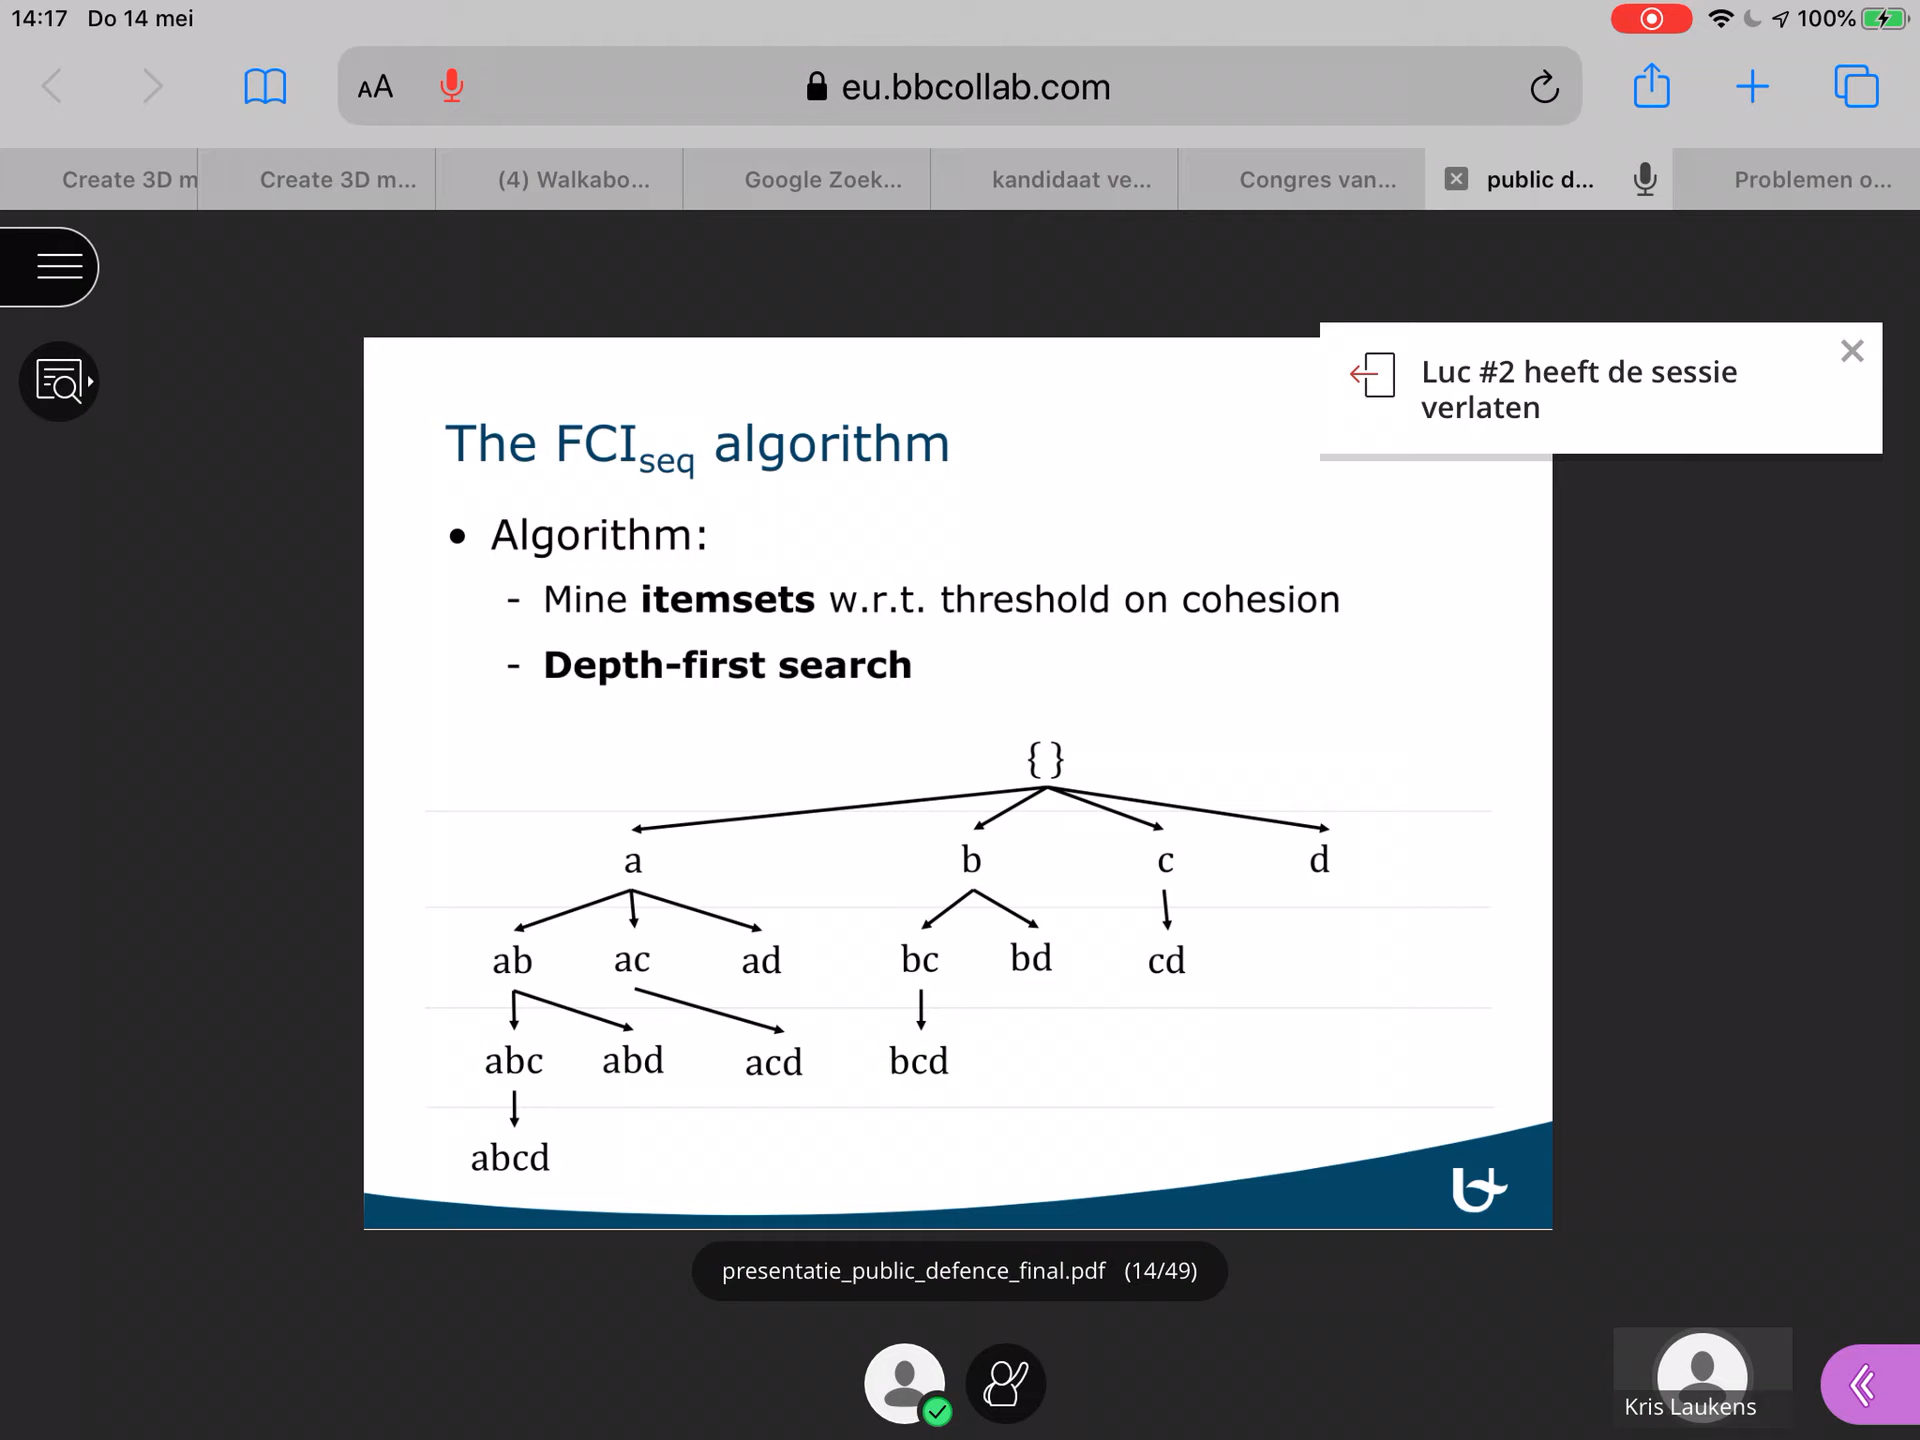 14:17 Do 14 mei
100%
AA eu.bbcollab.com
Create 3D m Create 3D m... (4) Walkabo... Google Zoek... kandidaat ve... Congres van... public d... Problemen o...
Luc #2 heeft de sessie
verlaten
The FCIseq algorithm
• Algorithm:
- Mine itemsets w.r.t. threshold on cohesion
- Depth-first search
{}
a b c d
ab ac ad bc bd cd
abc abd acd bcd
abcd
presentatie_public_defence_final.pdf (14/49)
Kris Laukens